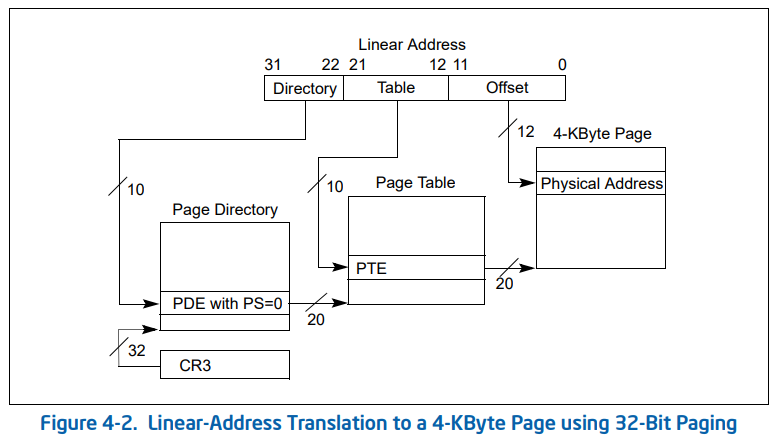 Linear Address
31 22 21 12 11 0
Directory Table Offset
12 4-KByte Page
10 10 Page Table Physical Address
Page Directory
PTE
20
PDE with PS=0
20
32
CR3
Figure 4-2. Linear-Address Translation to a 4-KByte Page using 32-Bit Paging